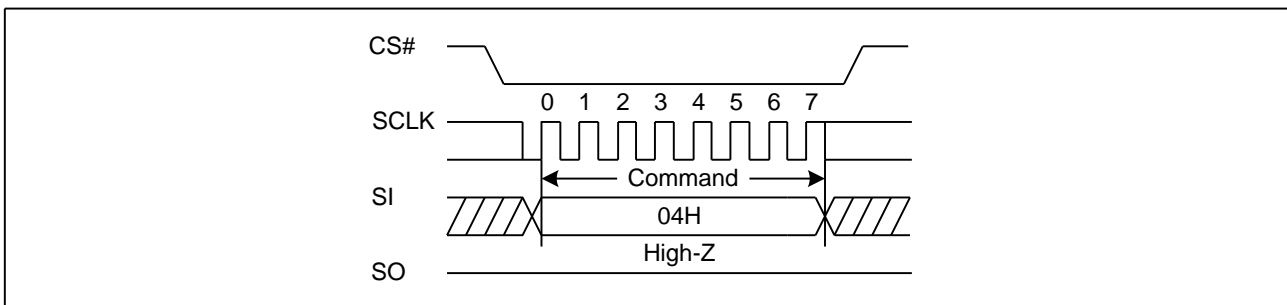 CS#
0 1 2 3 4 5 6 7
SCLK
Command
SI
04H
High-Z
SO